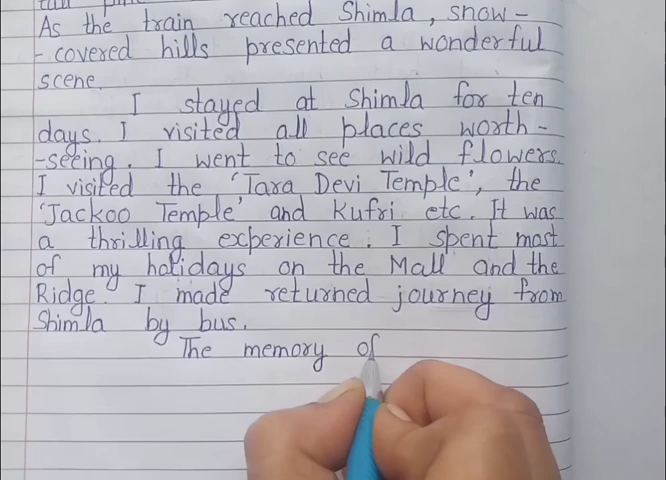 tall pine
As the train reached Shimla, snow-
-covered hills presented a wonderful
scene.
I stayed at Shimla for ten
days. I visited all places worth-
-seeing. I went to see wild flowers.
I visited the 'Tara Devi Temple', the
'Jackoo Temple' and Kufri etc. It was
a thrilling experience. I spent most
of my holidays on the Mall and the
Ridge. I made returned journey from
Shimla by bus.
The memory of